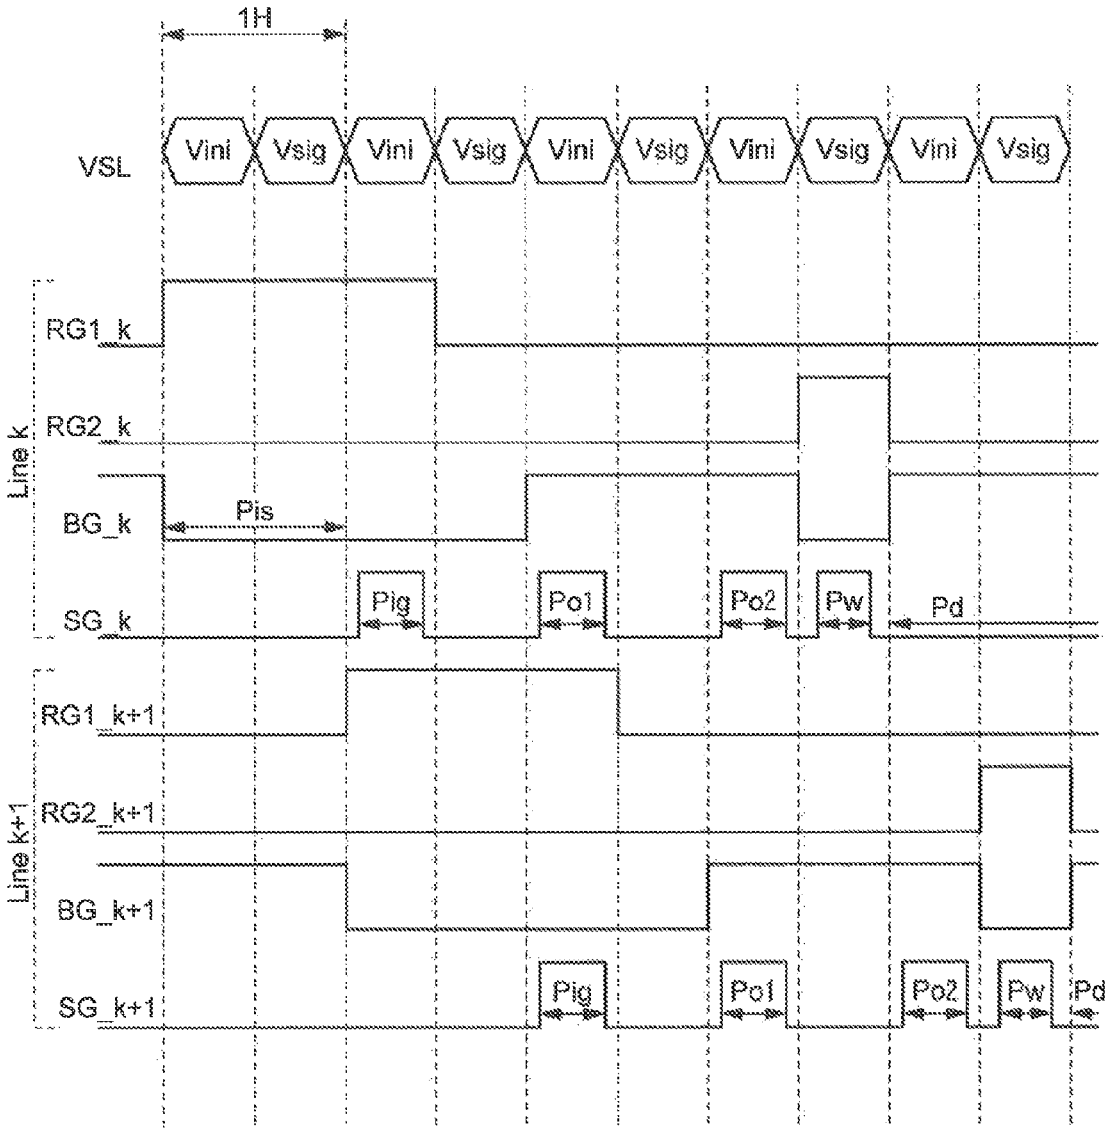 1H
VSL Vini Vsig Vini Vsig Vini Vsig Vini Vsig Vini Vsig
Line k
RG1_k
RG2_k
BG_k Pis
SG_k Pig Po1 Po2 Pw Pd
Line k+1
RG1_k+1
RG2_k+1
BG_k+1
SG_k+1 Pig Po1 Po2 Pw Pd